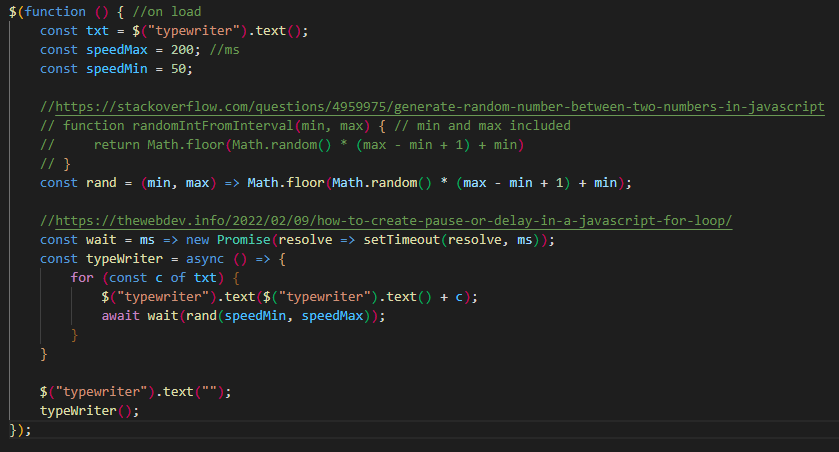 $(function () { //on load
    const txt = $("typewriter").text();
    const speedMax = 200; //ms
    const speedMin = 50;

    //https://stackoverflow.com/questions/4959975/generate-random-number-between-two-numbers-in-javascript
    // function randomIntFromInterval(min, max) { // min and max included
    //     return Math.floor(Math.random() * (max - min + 1) + min)
    // }
    const rand = (min, max) => Math.floor(Math.random() * (max - min + 1) + min);

    //https://thewebdev.info/2022/02/09/how-to-create-pause-or-delay-in-a-javascript-for-loop/
    const wait = ms => new Promise(resolve => setTimeout(resolve, ms));
    const typeWriter = async () => {
        for (const c of txt) {
            $("typewriter").text($("typewriter").text() + c);
            await wait(rand(speedMin, speedMax));
        }
    }

    $("typewriter").text("");
    typeWriter();
});